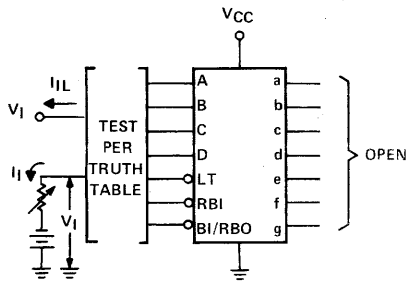 VCC
IIL
VI
II
VI
TEST
PER
TRUTH
TABLE
A
B
C
D
LT
RBI
BI/RBO
a
b
c
d
e
f
g
OPEN